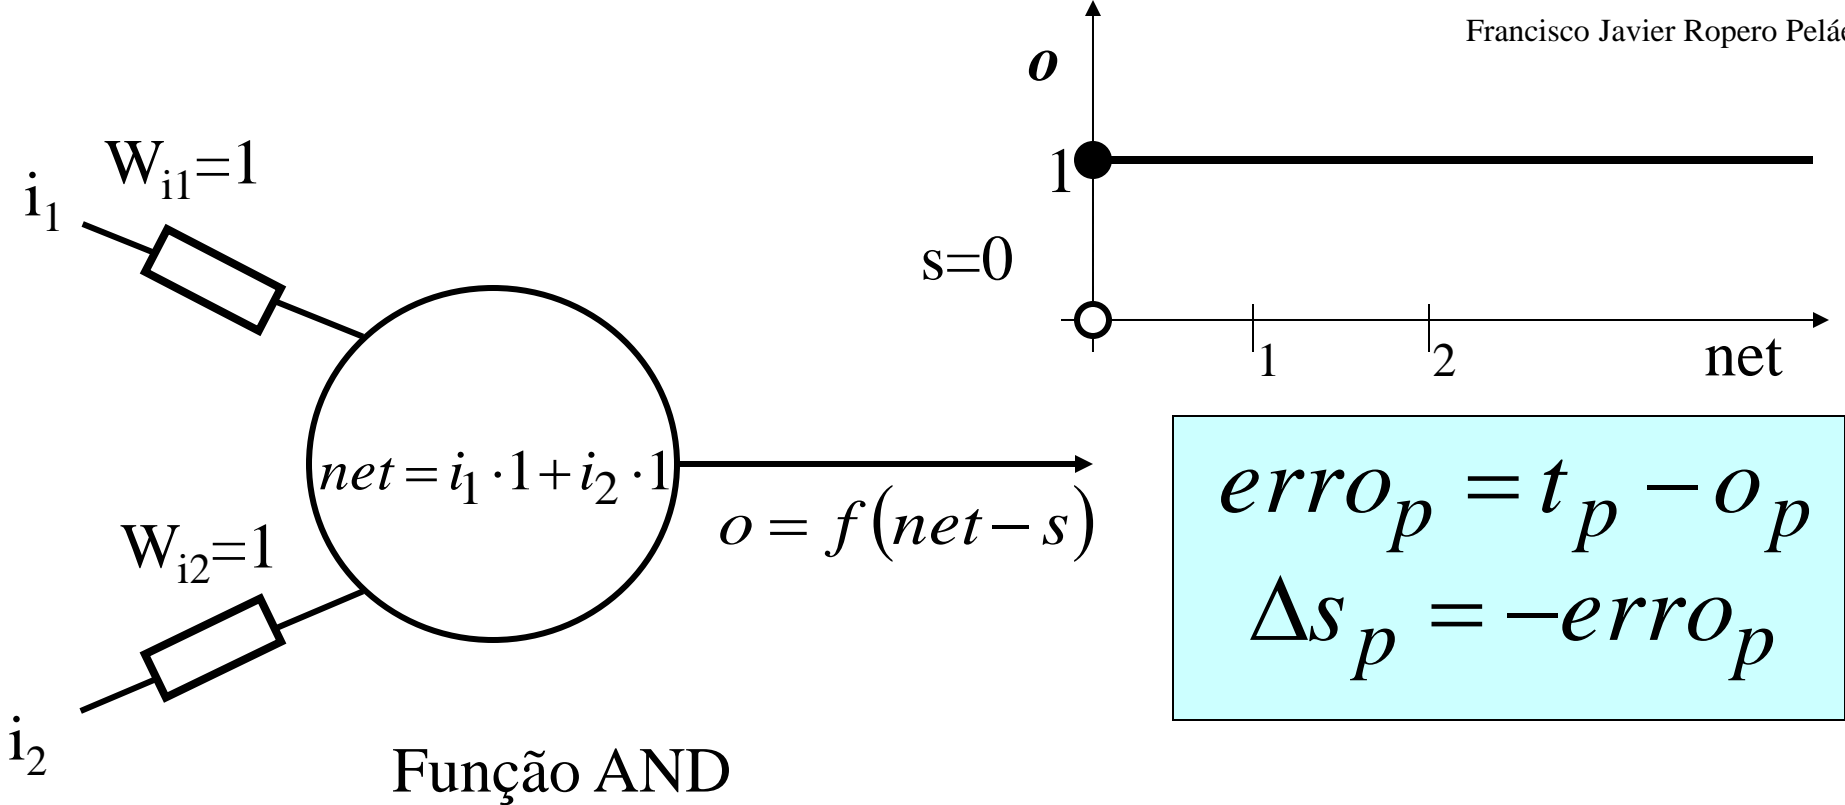 Francisco Javier Ropero Pelá
o
W_{i1}=1
i_1
1
s=0
1
2
net
net = i_1 · 1 + i_2 · 1
erro_p = t_p − o_p
o = f(net − s)
W_{i2}=1
Δs_p = −erro_p
i_2
Função AND